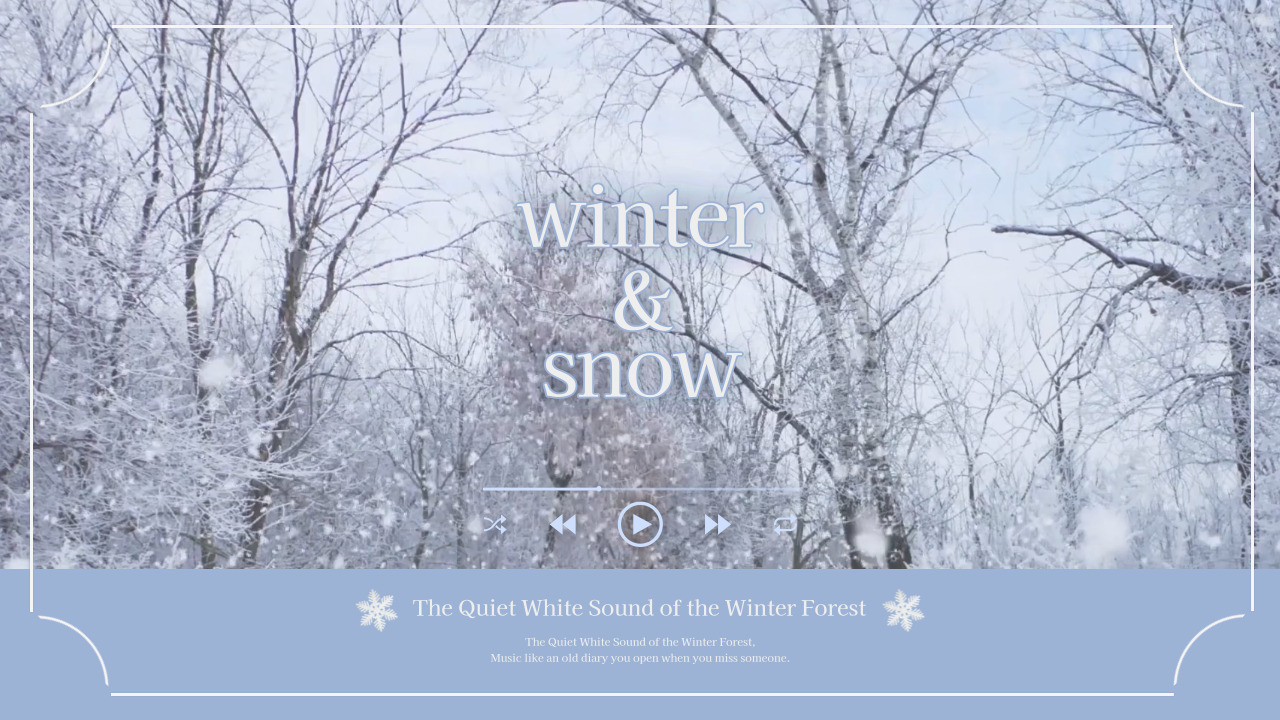 winter
&
snow
The Quiet White Sound of the Winter Forest
The Quiet White Sound of the Winter Forest,
Music like an old diary you open when you miss someone.